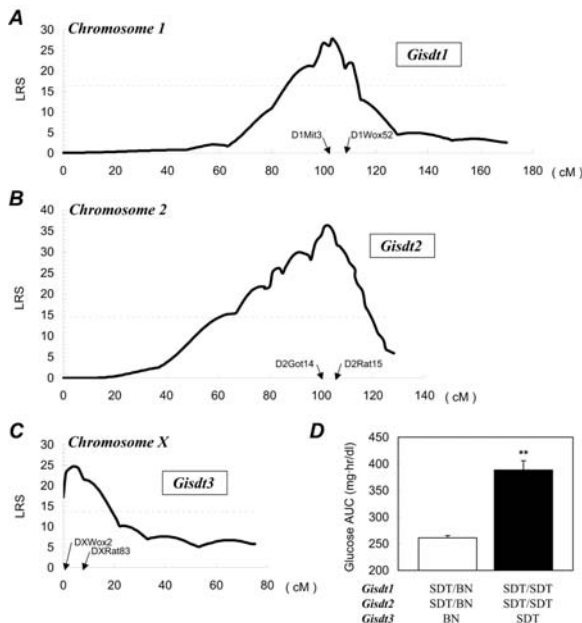 A
Chromosome 1
Gisdt1
LRS
30
25
20
15
10
5
0
D1Mit3
D1Wox52
0 20 40 60 80 100 120 140 160 180
( cM )
B
Chromosome 2
Gisdt2
LRS
40
35
30
25
20
15
10
5
0
D2Got14
D2Rat15
0 20 40 60 80 100 120 140
( cM )
C
Chromosome X
Gisdt3
LRS
30
25
20
15
10
5
0
DXWox2
DXRat83
0 20 40 60 80
( cM )
D
Glucose AUC (mg·hr/dl)
450
400
350
300
250
200
**
Gisdt1 SDT/BN SDT/SDT
Gisdt2 SDT/BN SDT/SDT
Gisdt3 BN SDT